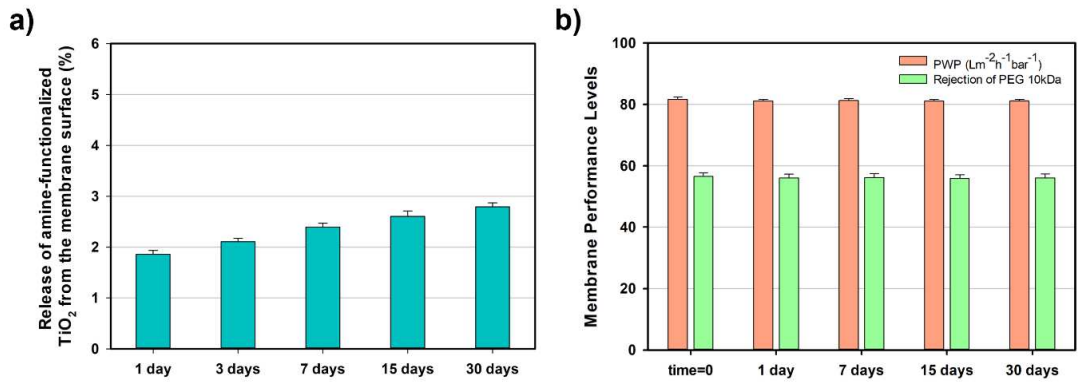 a)
Release of amine-functionalized
TiO2 from the membrane surface (%)
6
5
4
3
2
1
0
1 day 3 days 7 days 15 days 30 days
b)
Membrane Performance Levels
100
80
60
40
20
0
PWP (Lm⁻²h⁻¹bar⁻¹)
Rejection of PEG 10kDa
time=0 1 day 7 days 15 days 30 days